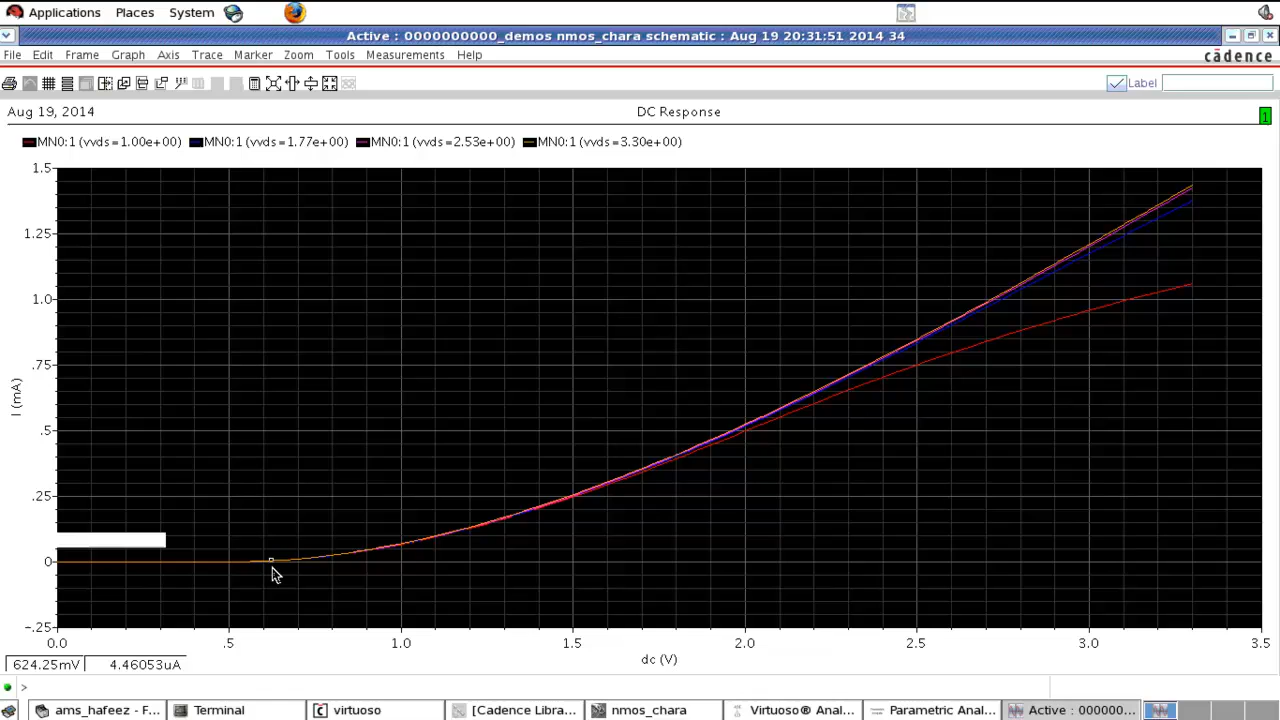 Applications Places System
Active : 0000000000_demos nmos_chara schematic : Aug 19 20:31:51 2014 34
File Edit Frame Graph Axis Trace Marker Zoom Tools Measurements Help
cādence
Label
Aug 19, 2014
DC Response
1
MN0:1 (vvds=1.00e+00) MN0:1 (vvds=1.77e+00) MN0:1 (vvds=2.53e+00) MN0:1 (vvds=3.30e+00)
1.5
1.25
1.0
.75
.5
.25
0
-.25
I (mA)
0.0 .5 1.0 1.5 2.0 2.5 3.0 3.5
dc (V)
624.25mV 4.46053uA
>
ams_hafeez - F... Terminal virtuoso [Cadence Libra... nmos_chara Virtuoso® Anal... Parametric Anal... Active : 000000...